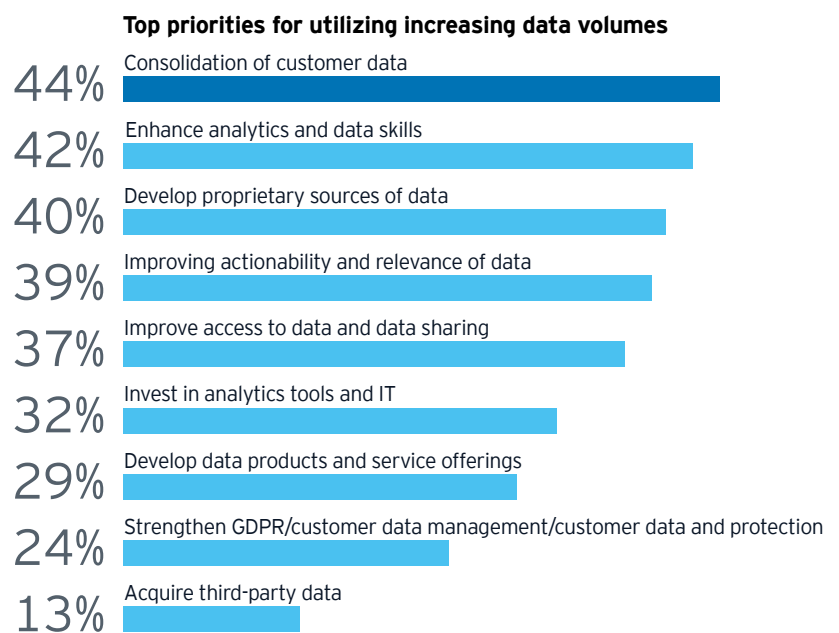 Top priorities for utilizing increasing data volumes
Consolidation of customer data
44%
Enhance analytics and data skills
42%
Develop proprietary sources of data
40%
Improving actionability and relevance of data
39%
Improve access to data and data sharing
37%
Invest in analytics tools and IT
32%
Develop data products and service offerings
29%
Strengthen GDPR/customer data management/customer data and protection
24%
Acquire third-party data
13%